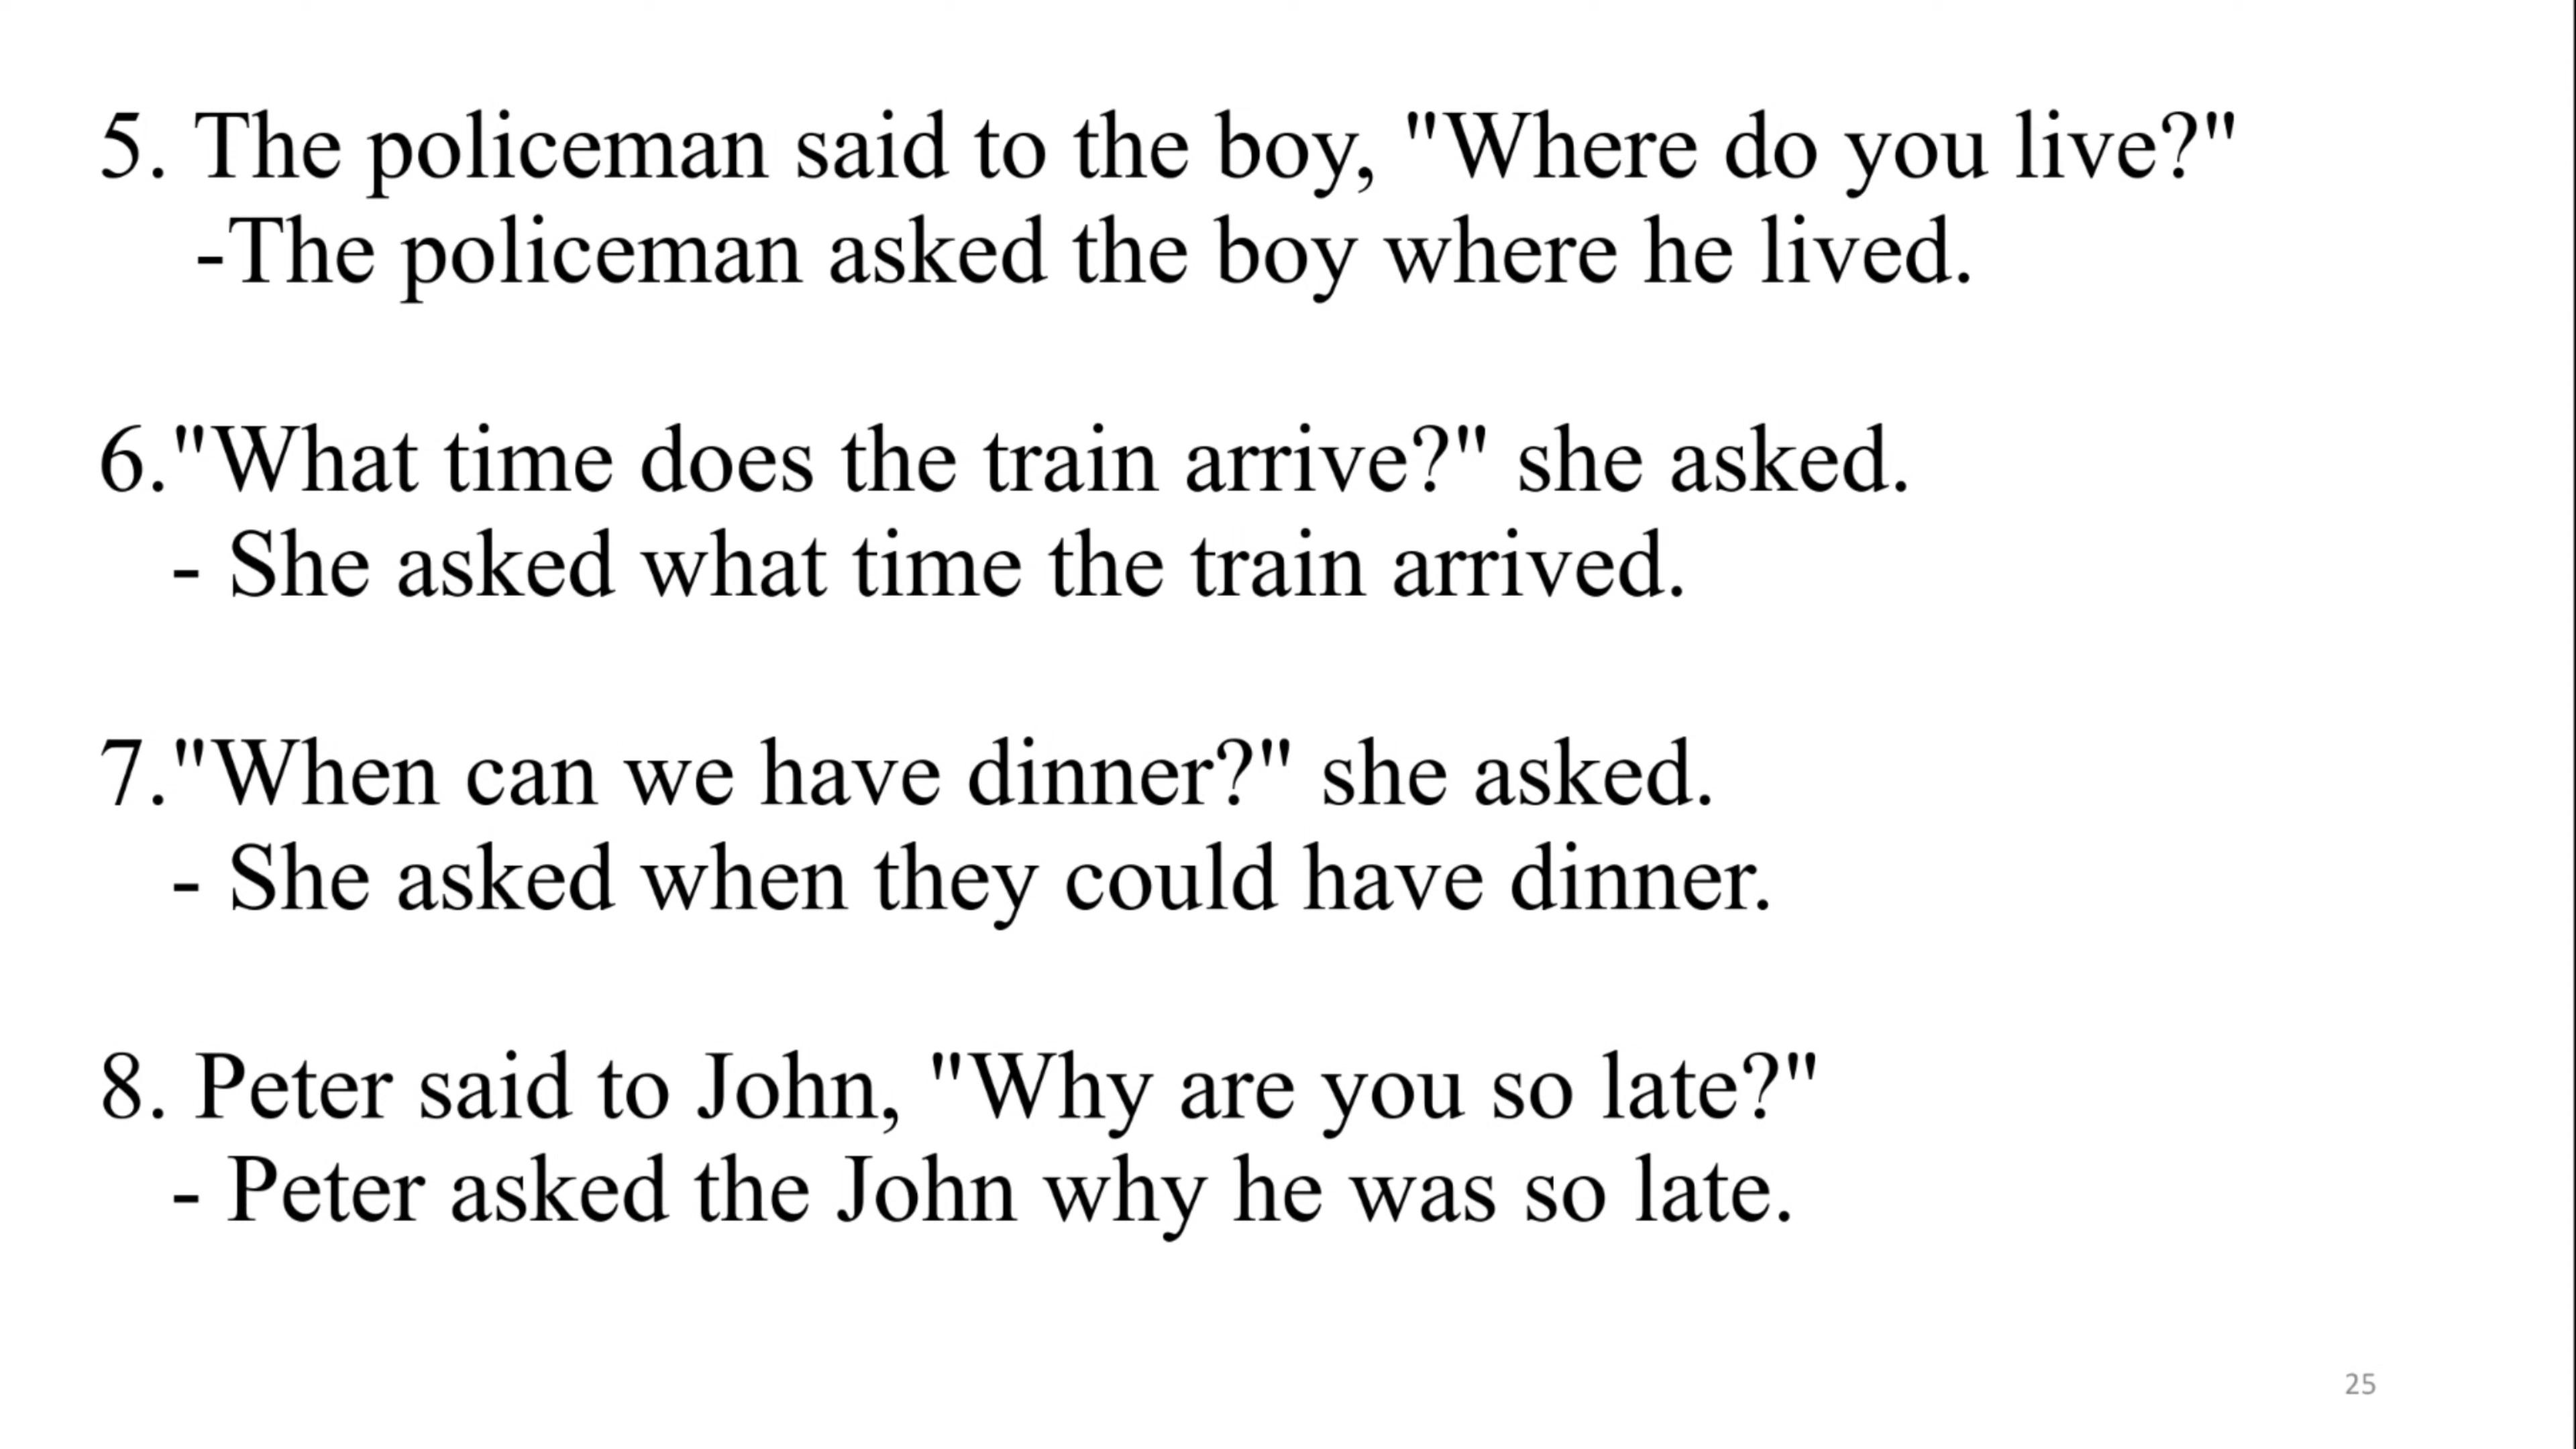 5. The policeman said to the boy, "Where do you live?"
-The policeman asked the boy where he lived.
6."What time does the train arrive?" she asked.
- She asked what time the train arrived.
7."When can we have dinner?" she asked.
- She asked when they could have dinner.
8. Peter said to John, "Why are you so late?"
- Peter asked the John why he was so late.
25